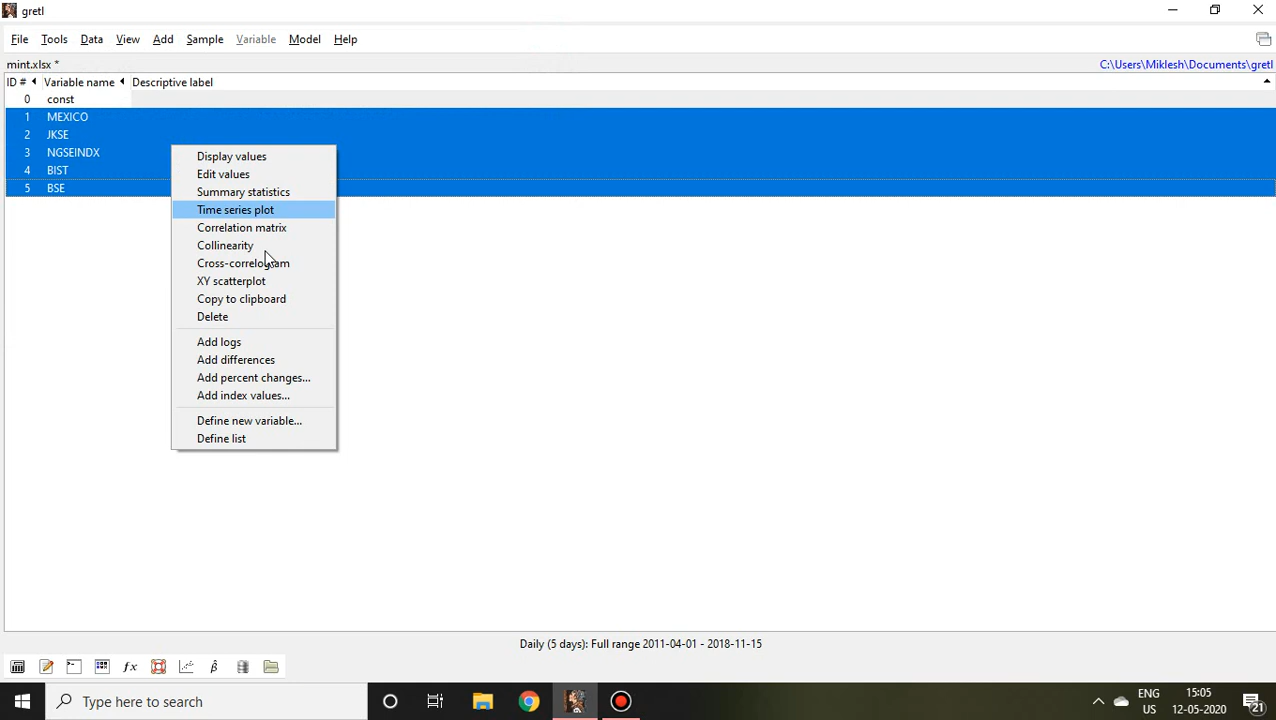 gretl
File Tools Data View Add Sample Variable Model Help
mint.xlsx * C:\Users\Miklesh\Documents\gretl
ID # Variable name Descriptive label
0 const
1 MEXICO
2 JKSE
3 NGSEINDX
4 BIST
5 BSE
Display values
Edit values
Summary statistics
Time series plot
Correlation matrix
Collinearity
Cross-correlogram
XY scatterplot
Copy to clipboard
Delete
Add logs
Add differences
Add percent changes...
Add index values...
Define new variable...
Define list
Daily (5 days): Full range 2011-04-01 - 2018-11-15
fx β
Type here to search
ENG 15:05
US 12-05-2020 21